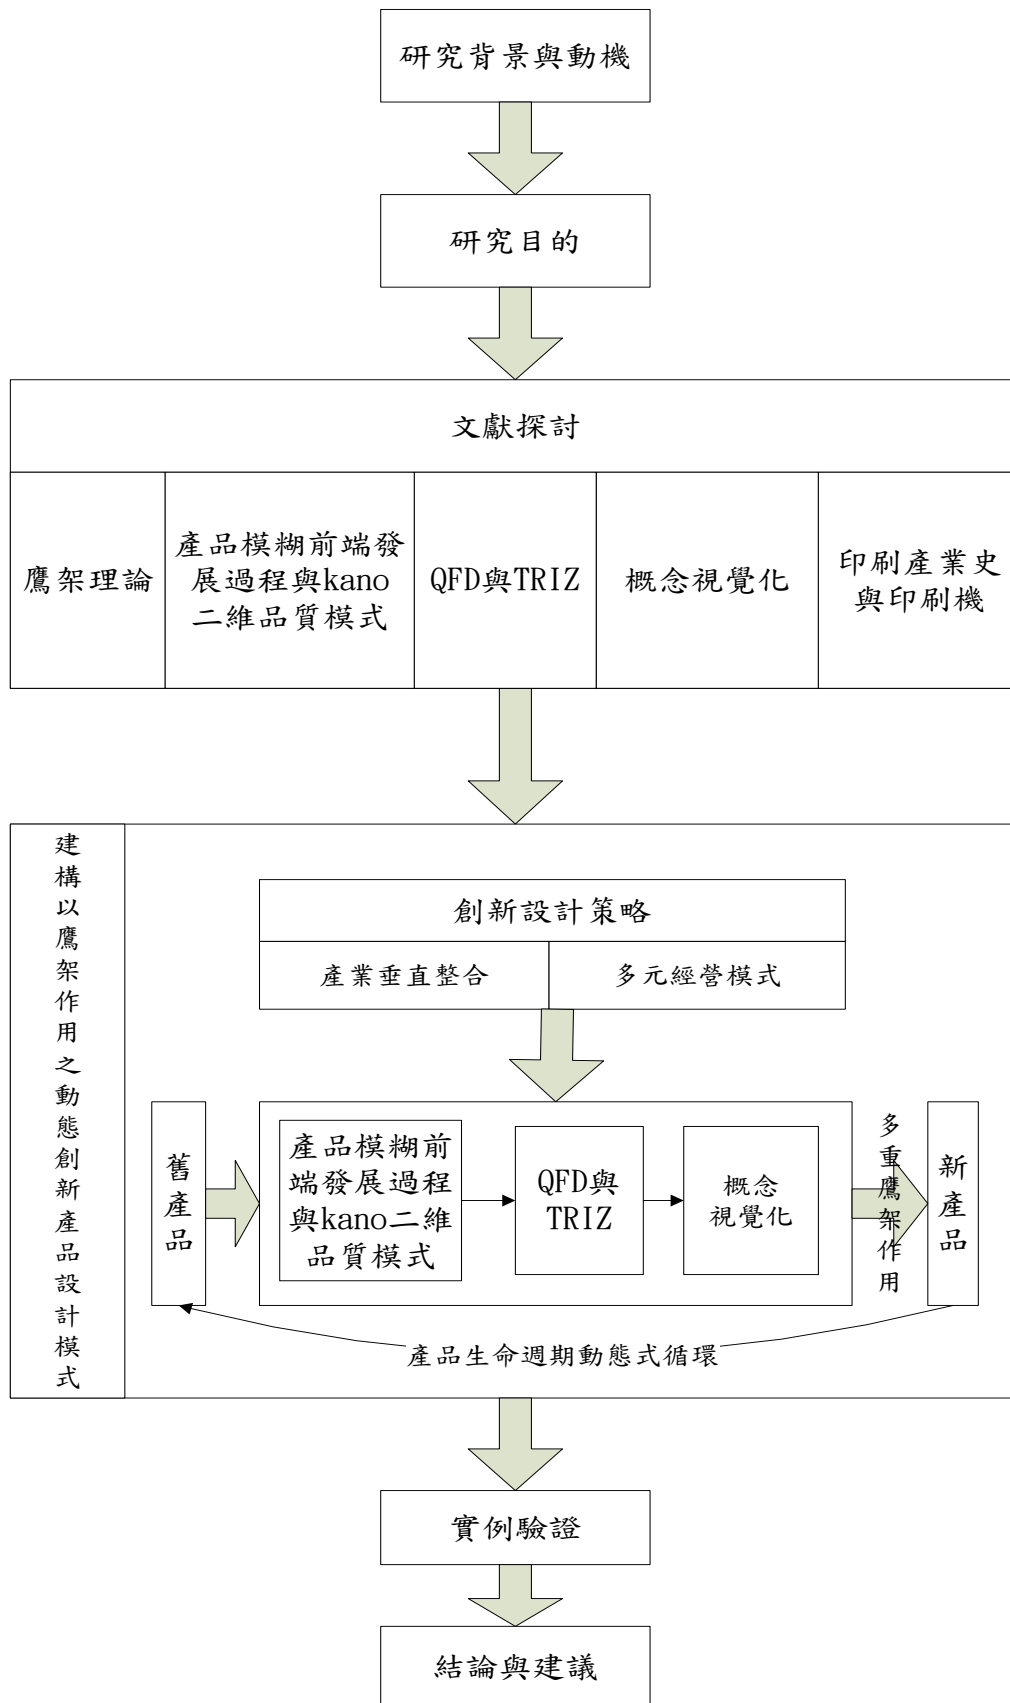 研究背景與動機
研究目的
文獻探討
鷹架理論
產品模糊前端發
展過程與kano
二維品質模式
QFD與TRIZ
概念視覺化
印刷產業史
與印刷機
建構以鷹架作用之動態創新產品設計模式
創新設計策略
產業垂直整合
多元經營模式
舊產品
產品模糊前
端發展過程
與kano二維
品質模式
QFD與
TRIZ
概念
視覺化
多重鷹架作用
新產品
產品生命週期動態式循環
實例驗證
結論與建議